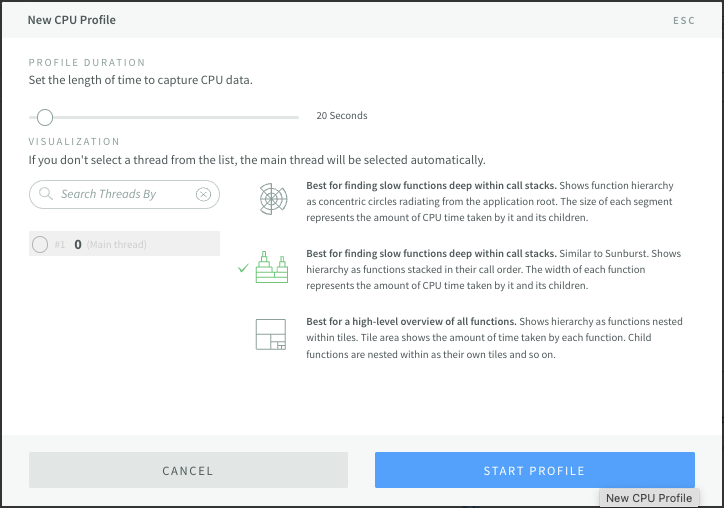 New CPU Profile
ESC
PROFILE DURATION
Set the length of time to capture CPU data.
20 Seconds
VISUALIZATION
If you don't select a thread from the list, the main thread will be selected automatically.
Search Threads By
#1 0 (Main thread)
Best for finding slow functions deep within call stacks. Shows function hierarchy
as concentric circles radiating from the application root. The size of each segment
represents the amount of CPU time taken by it and its children.
Best for finding slow functions deep within call stacks. Similar to Sunburst. Shows
hierarchy as functions stacked in their call order. The width of each function
represents the amount of CPU time taken by it and its children.
Best for a high-level overview of all functions. Shows hierarchy as functions nested
within tiles. Tile area shows the amount of time taken by each function. Child
functions are nested within as their own tiles and so on.
CANCEL
START PROFILE
New CPU Profile